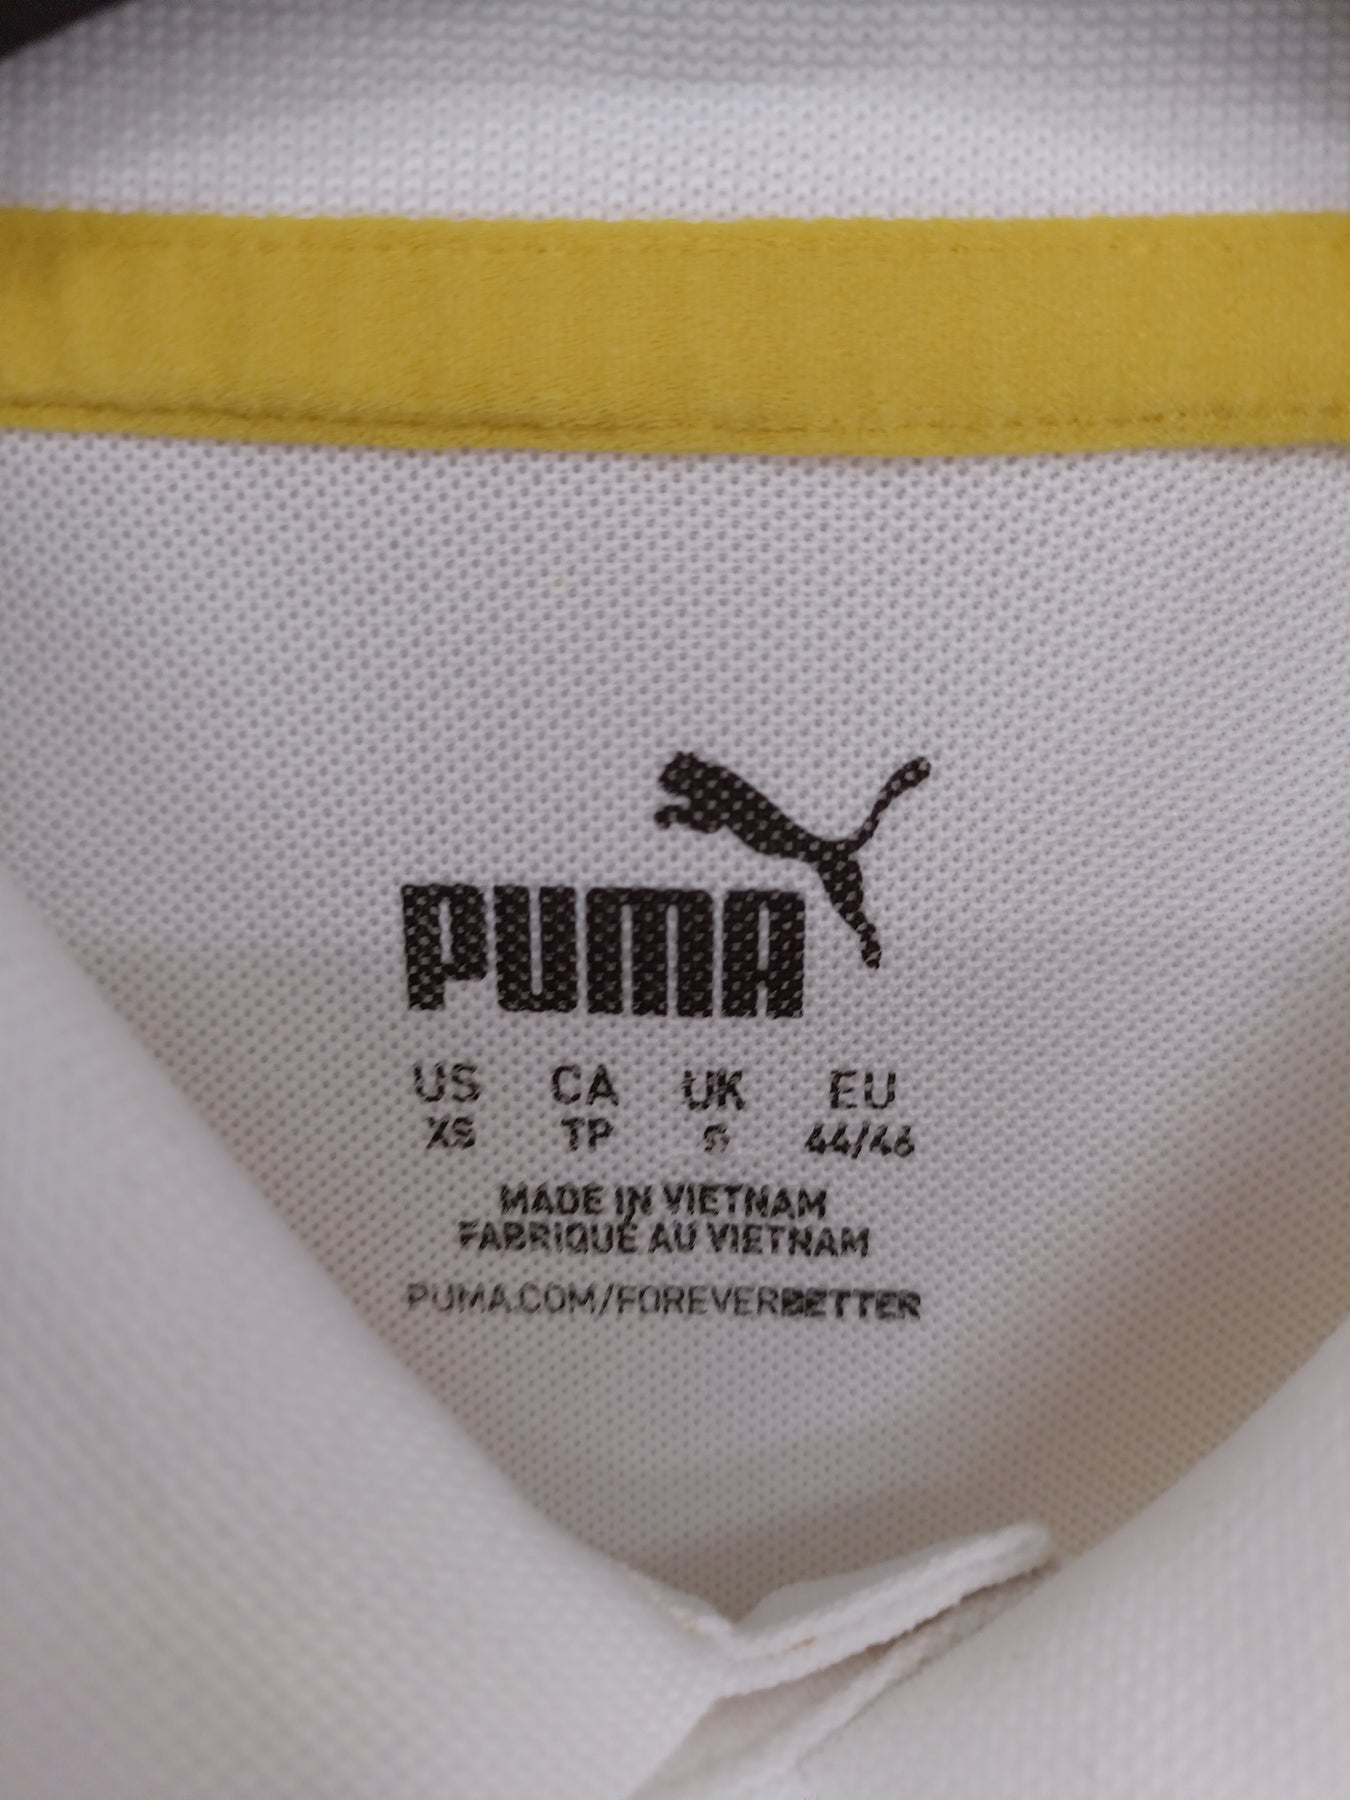 PUMA
US CA UK EU
XS TP S 44/46
MADE IN VIETNAM
FABRIQUÉ AU VIETNAM
PUMA.COM/FOREVERBETTER